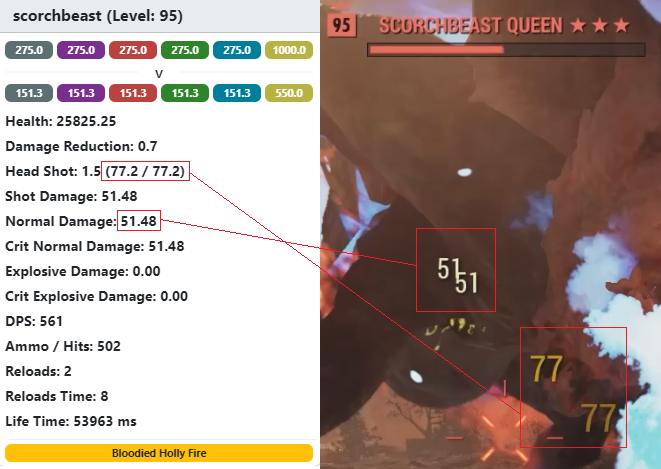 scorchbeast (Level: 95)
275.0 275.0 275.0 275.0 275.0 1000.0
v
151.3 151.3 151.3 151.3 151.3 550.0
Health: 25825.25
Damage Reduction: 0.7
Head Shot: 1.5 (77.2 / 77.2)
Shot Damage: 51.48
Normal Damage: 51.48
Crit Normal Damage: 51.48
Explosive Damage: 0.00
Crit Explosive Damage: 0.00
DPS: 561
Ammo / Hits: 502
Reloads: 2
Reloads Time: 8
Life Time: 53963 ms
Bloodied Holly Fire
95 SCORCHBEAST QUEEN ★ ★ ★
51
51
77
77